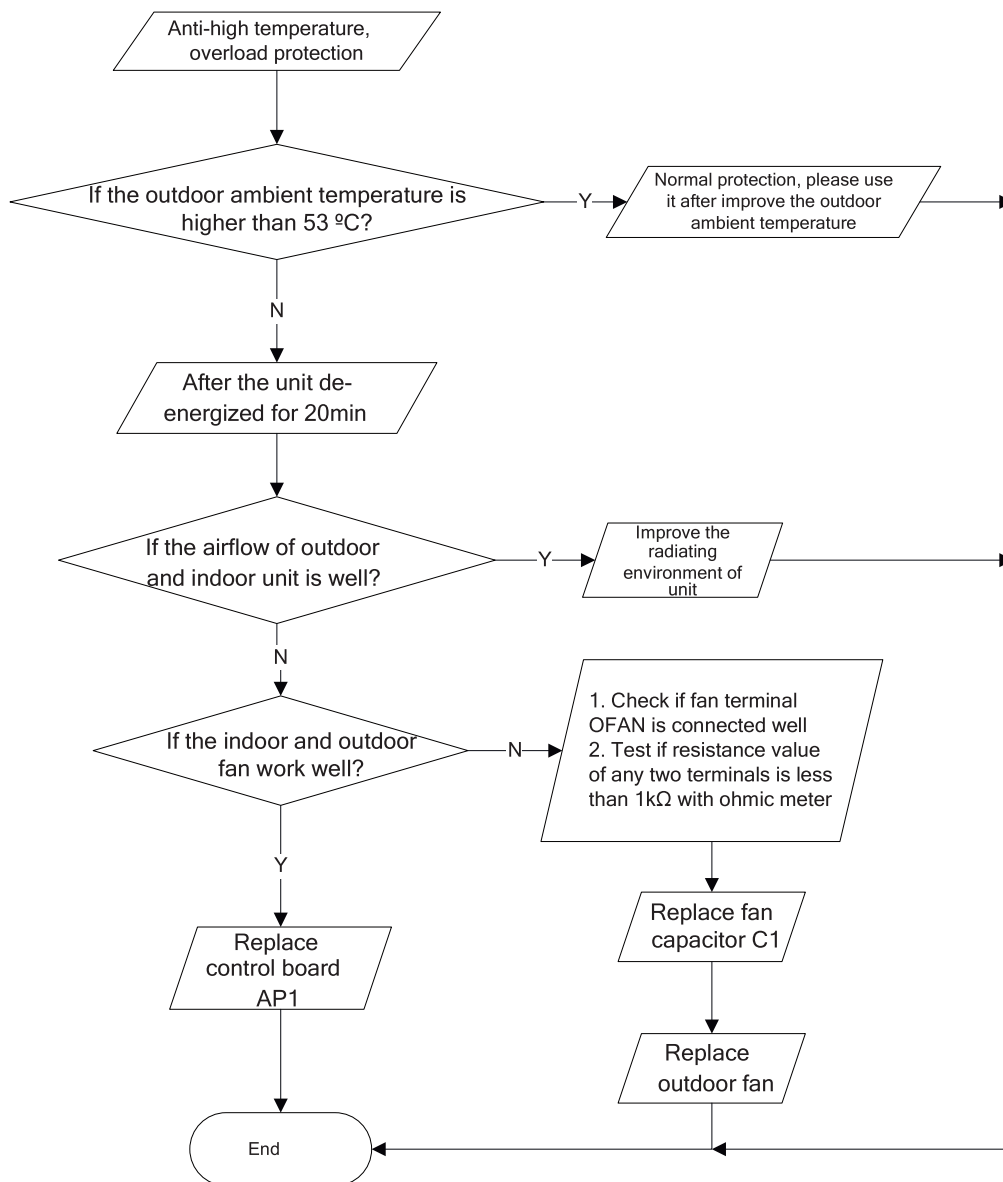 Anti-high temperature,
overload protection
If the outdoor ambient temperature is
higher than 53 ºC?
Y
Normal protection, please use
it after improve the outdoor
ambient temperature
N
After the unit de-
energized for 20min
If the airflow of outdoor
and indoor unit is well?
Y
Improve the
radiating
environment of
unit
N
If the indoor and outdoor
fan work well?
N
1. Check if fan terminal
OFAN is connected well
2. Test if resistance value
of any two terminals is less
than 1kΩ with ohmic meter
Y
Replace fan
capacitor C1
Replace
control board
AP1
Replace
outdoor fan
End